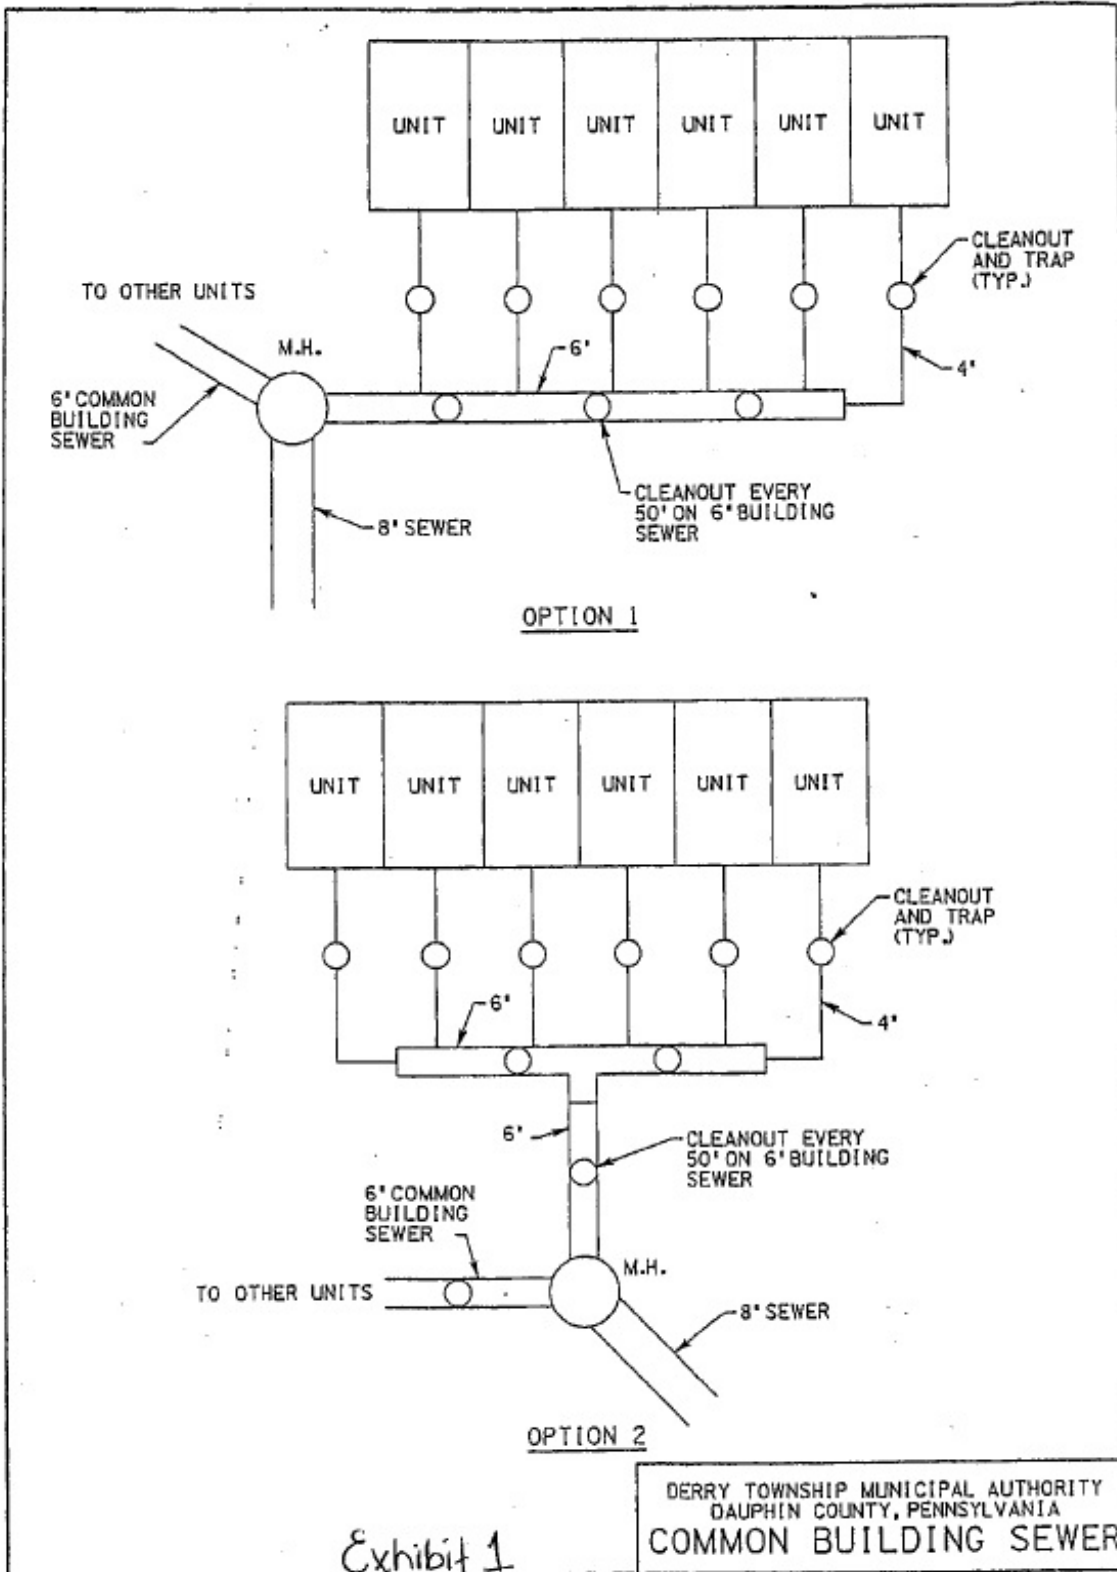 UNIT UNIT UNIT UNIT UNIT UNIT
CLEANOUT
AND TRAP
(TYP.)
TO OTHER UNITS
M.H.
6"
4"
6" COMMON
BUILDING
SEWER
CLEANOUT EVERY
50' ON 6" BUILDING
SEWER
8" SEWER
OPTION 1
UNIT UNIT UNIT UNIT UNIT UNIT
CLEANOUT
AND TRAP
(TYP.)
6"
4"
6"
CLEANOUT EVERY
50' ON 6" BUILDING
SEWER
6" COMMON
BUILDING
SEWER
M.H.
TO OTHER UNITS
8" SEWER
OPTION 2
DERRY TOWNSHIP MUNICIPAL AUTHORITY
DAUPHIN COUNTY, PENNSYLVANIA
COMMON BUILDING SEWER
Exhibit 1